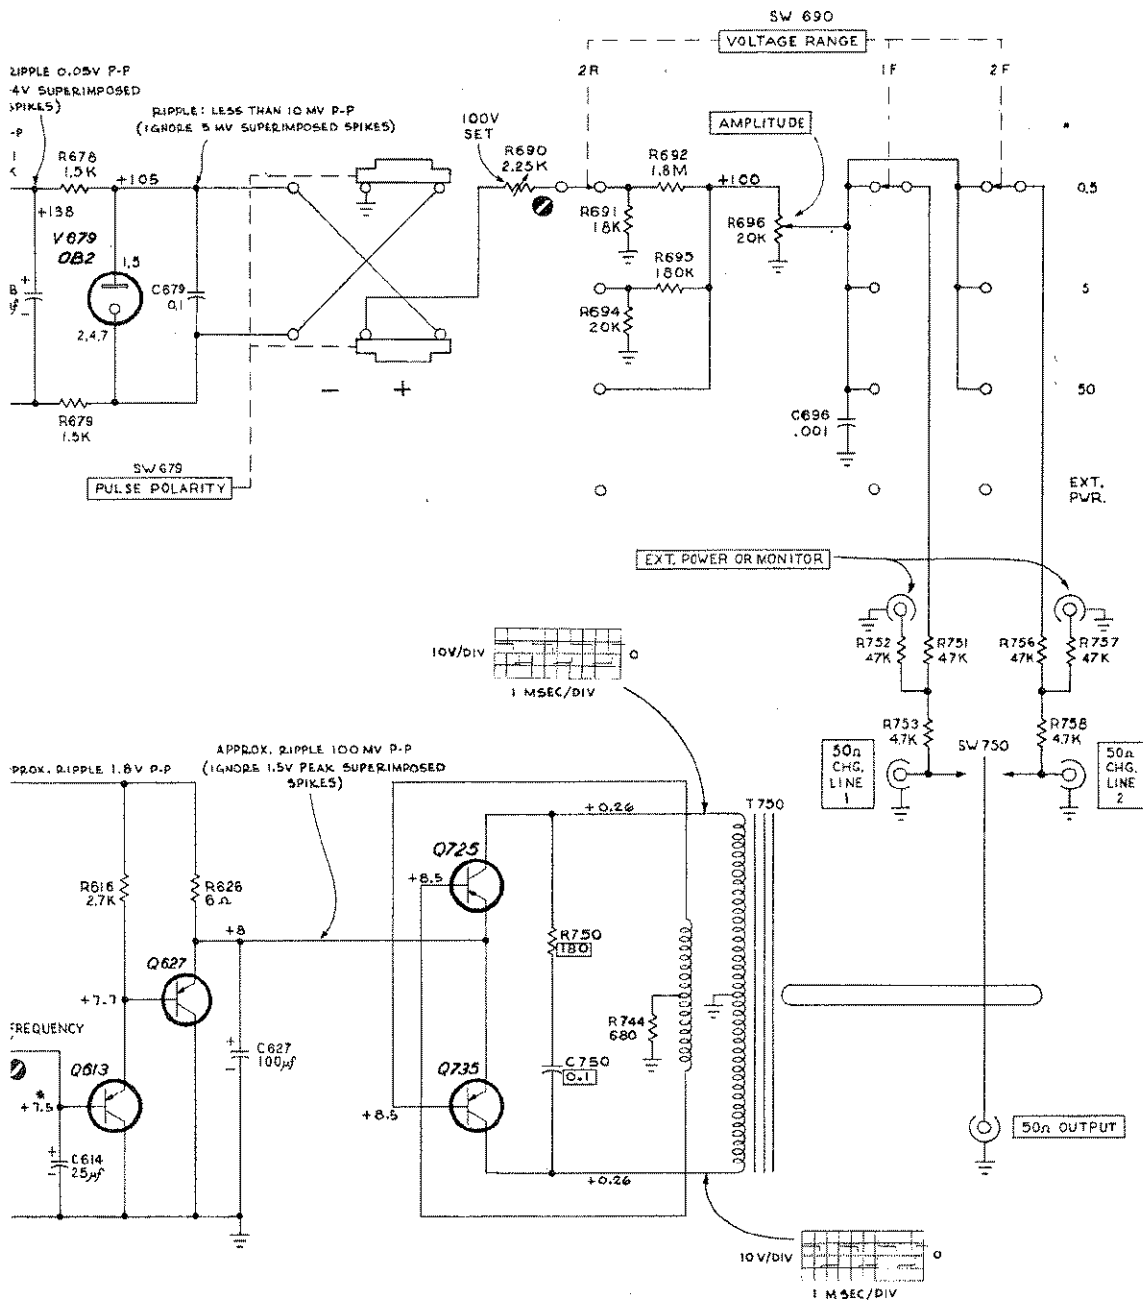 SW 690
VOLTAGE RANGE
2R
1F
2F
RIPPLE 0.05V P-P
4V SUPERIMPOSED
SPIKES)
-P
RIPPLE: LESS THAN 10 MV P-P
(IGNORE 5 MV SUPERIMPOSED SPIKES)
100V
SET
AMPLITUDE
K
R678
1.5K
+105
+138
R690
2.25K
R692
1.8M
+100
0.5
V679
OB2
1,5
2,4,7
C679
0.1
8
µf
+
-
R691
18K
R696
20K
R695
180K
5
R694
20K
R679
1.5K
−
+
C696
.001
50
SW 679
PULSE POLARITY
EXT.
PWR.
EXT. POWER OR MONITOR
10V/DIV
0
1 MSEC/DIV
R752
47K
R751
47K
R756
47K
R757
47K
R753
4.7K
SW750
R758
4.7K
50Ω
CHG.
LINE
1
50Ω
CHG.
LINE
2
APPROX. RIPPLE 100 MV P-P
(IGNORE 1.5V PEAK SUPERIMPOSED
SPIKES)
PROX. RIPPLE 1.8V P-P
+0.26
T750
Q725
+8.5
R616
2.7K
R626
6Ω
+8
R750
180
Q627
+7.7
R744
680
FREQUENCY
C627
100µf
+
-
C750
0.1
Q613
*
+7.5
Q735
+8.5
C614
25µf
+
-
50Ω OUTPUT
+0.26
10V/DIV
0
1 MSEC/DIV